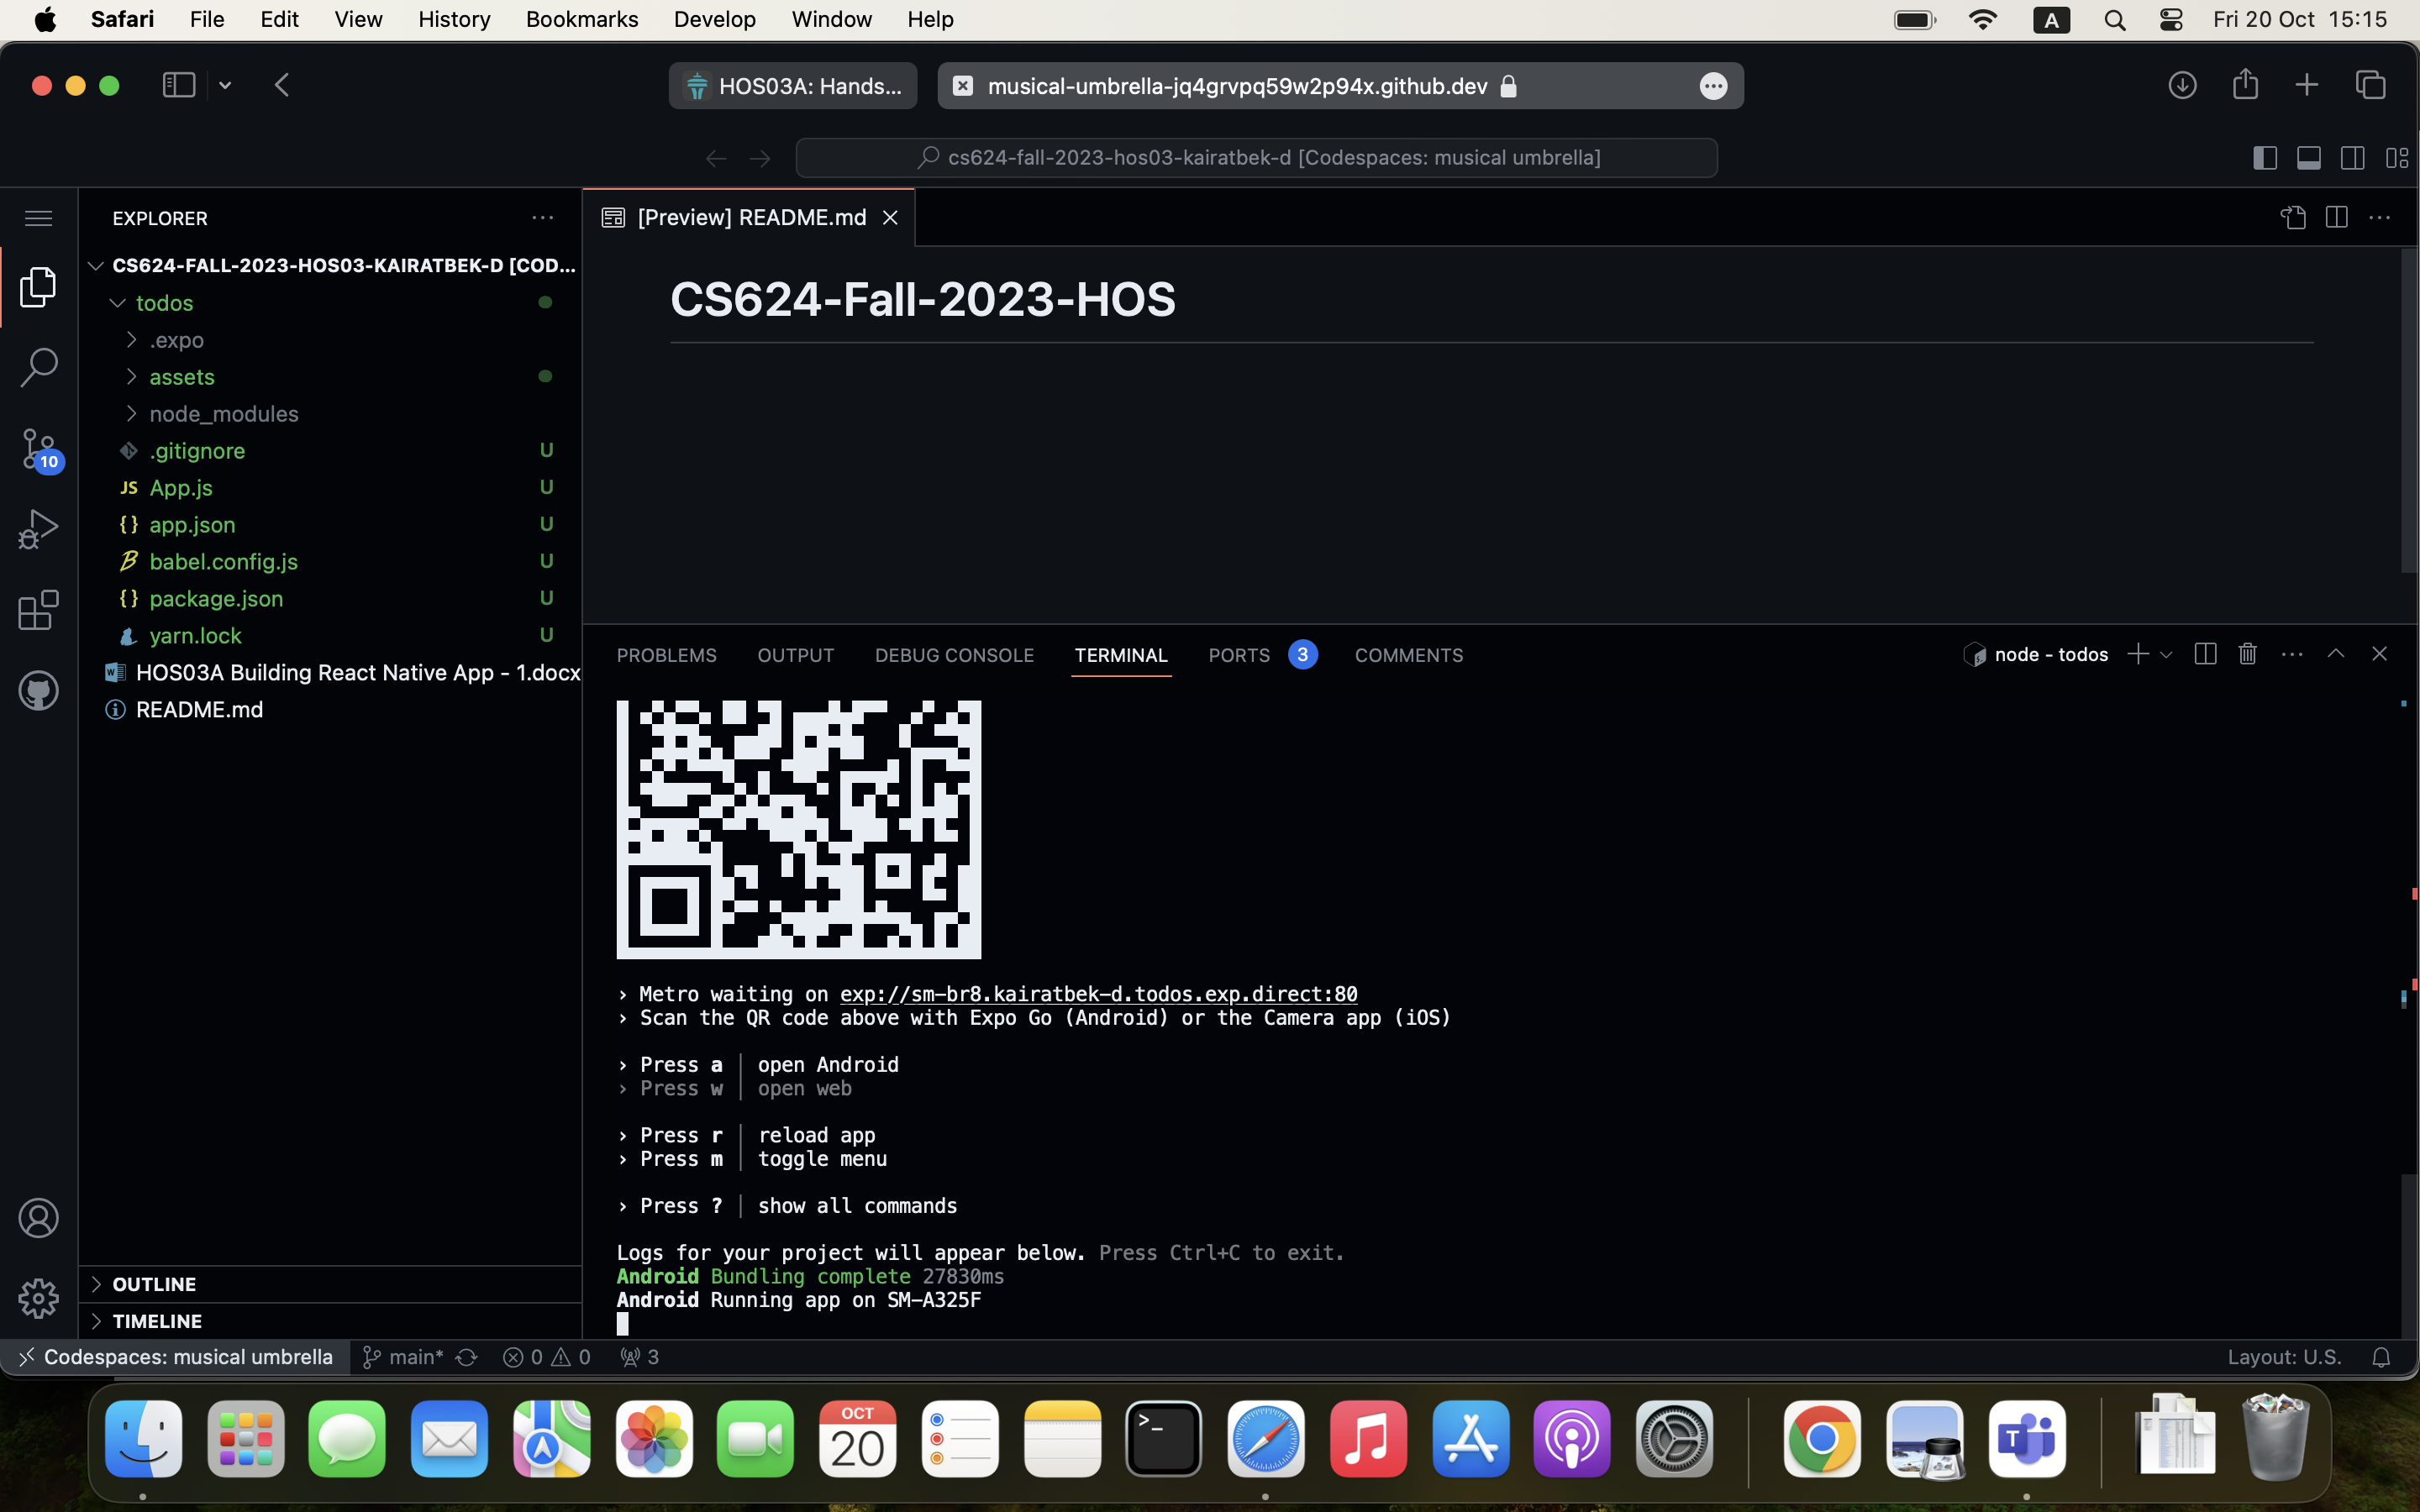 Safari File Edit View History Bookmarks Develop Window Help A Fri 20 Oct 15:15
HOS03A: Hands... musical-umbrella-jq4grvpq59w2p94x.github.dev
cs624-fall-2023-hos03-kairatbek-d [Codespaces: musical umbrella]
EXPLORER
[Preview] README.md
CS624-FALL-2023-HOS03-KAIRATBEK-D [COD...
todos
.expo
assets
node_modules
.gitignore U
JS App.js U
{} app.json U
babel.config.js U
{} package.json U
yarn.lock U
HOS03A Building React Native App - 1.docx
README.md
10
OUTLINE
TIMELINE
CS624-Fall-2023-HOS
PROBLEMS OUTPUT DEBUG CONSOLE TERMINAL PORTS 3 COMMENTS
node - todos
› Metro waiting on exp://sm-br8.kairatbek-d.todos.exp.direct:80
› Scan the QR code above with Expo Go (Android) or the Camera app (iOS)
› Press a │ open Android
› Press w │ open web
› Press r │ reload app
› Press m │ toggle menu
› Press ? │ show all commands
Logs for your project will appear below. Press Ctrl+C to exit.
Android Bundling complete 27830ms
Android Running app on SM-A325F
Codespaces: musical umbrella main* 0 0 3 Layout: U.S.
OCT
20
T